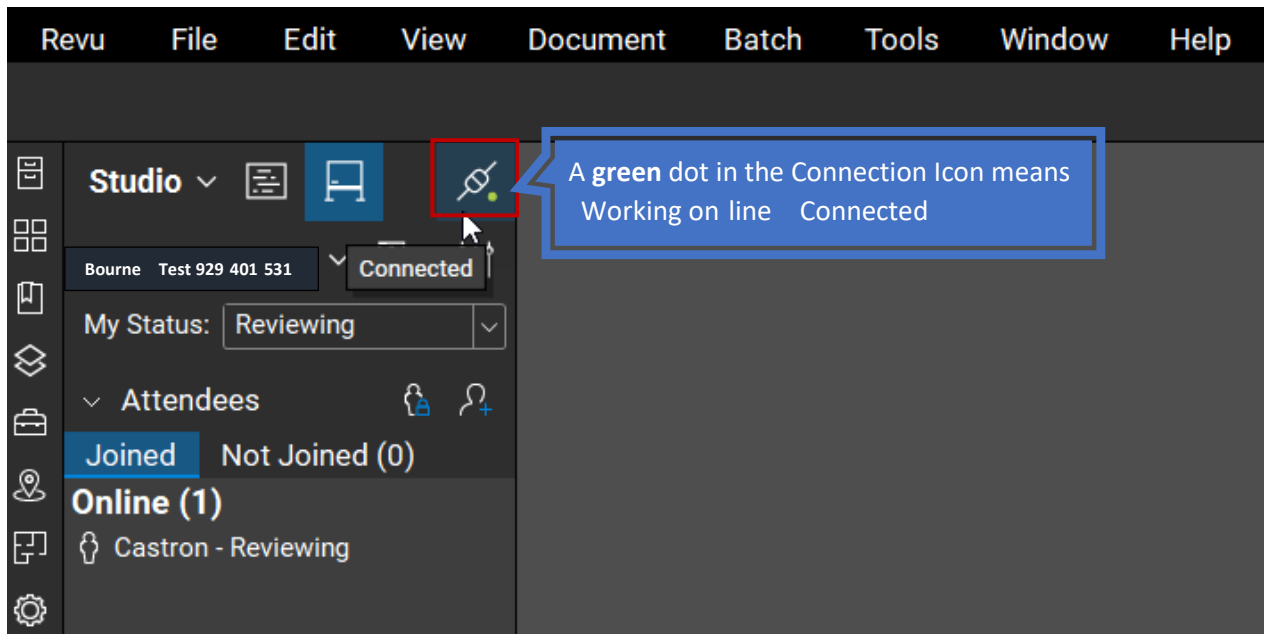 Revu File Edit View Document Batch Tools Window Help
Studio
A green dot in the Connection Icon means
Working on line Connected
Bourne Test 929 401 531
Connected
My Status: Reviewing
Attendees
Joined Not Joined (0)
Online (1)
Castron - Reviewing